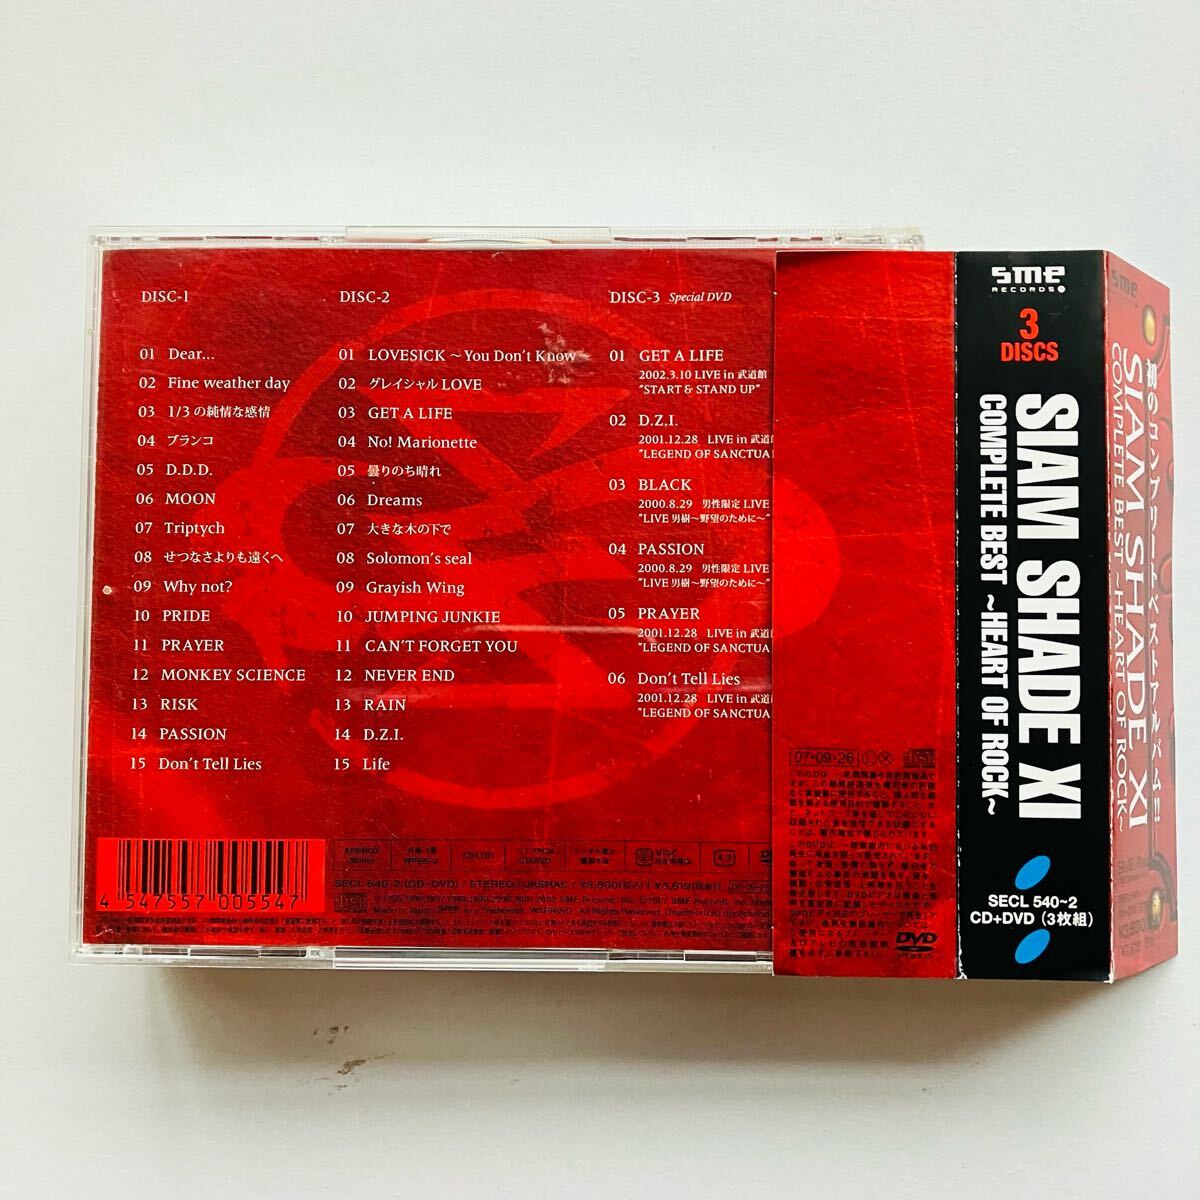 DISC-1
01 Dear...
02 Fine weather day
03 1/3の純情な感情
04 ブランコ
05 D.D.D.
06 MOON
07 Triptych
08 せつなさよりも遠くへ
09 Why not?
10 PRIDE
11 PRAYER
12 MONKEY SCIENCE
13 RISK
14 PASSION
15 Don't Tell Lies
DISC-2
01 LOVESICK ～You Don't Know～
02 グレイシャルLOVE
03 GET A LIFE
04 No! Marionette
05 曇りのち晴れ
06 Dreams
07 大きな木の下で
08 Solomon's seal
09 Grayish Wing
10 JUMPING JUNKIE
11 CAN'T FORGET YOU
12 NEVER END
13 RAIN
14 D.Z.I.
15 Life
DISC-3 Special DVD
01 GET A LIFE
2002.3.10 LIVE in 武道館
"START & STAND UP"
02 D.Z.I.
2001.12.28 LIVE in 武道館
"LEGEND OF SANCTUA
03 BLACK
2000.8.29 男性限定 LIVE
"LIVE 男樹～野望のために～"
04 PASSION
2000.8.29 男性限定 LIVE
"LIVE 男樹～野望のために～"
05 PRAYER
2001.12.28 LIVE in 武道館
"LEGEND OF SANCTUA
06 Don't Tell Lies
2001.12.28 LIVE in 武道館
"LEGEND OF SANCTUA
4 547557 005547
APPROX. 30min
MPEG-2
COLOR
STEREO
4:3
Made in Japan
07·09·26
DVD
VIDEO
sme
RECORDS
3
DISCS
SIAM SHADE XI
COMPLETE BEST ~HEART OF ROCK~
SECL 540~2
CD+DVD（3枚組）
sme
SIAM SHADE XI
COMPLETE BEST ~HEART OF ROCK~